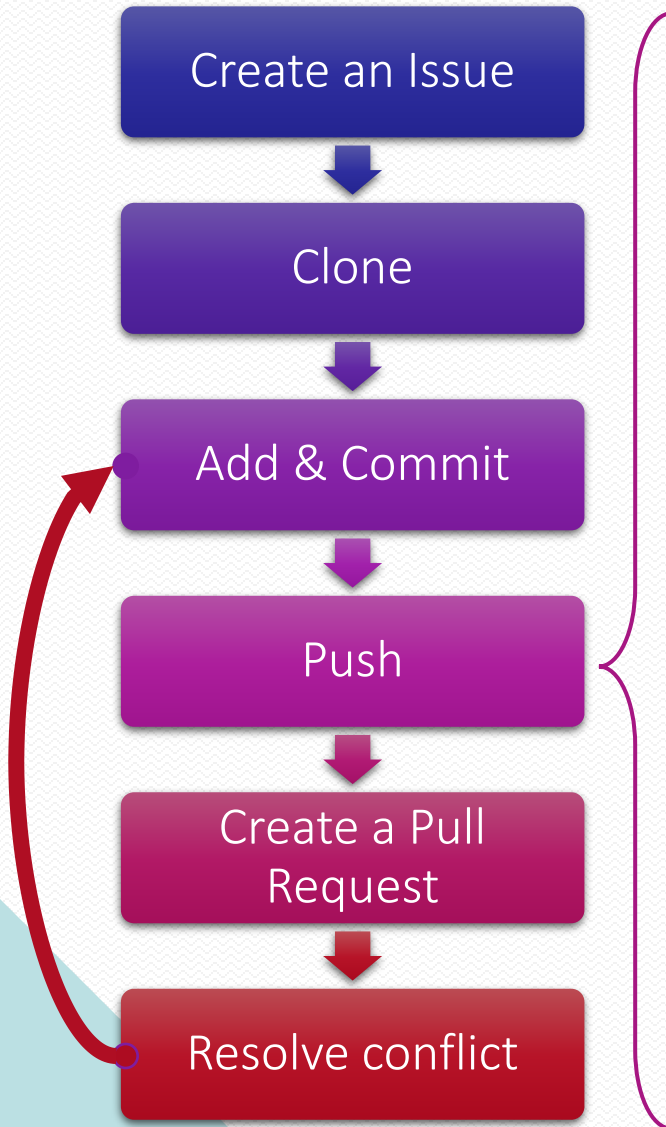 Create an Issue
Clone
Add & Commit
Push
Create a Pull
Request
Resolve conflict